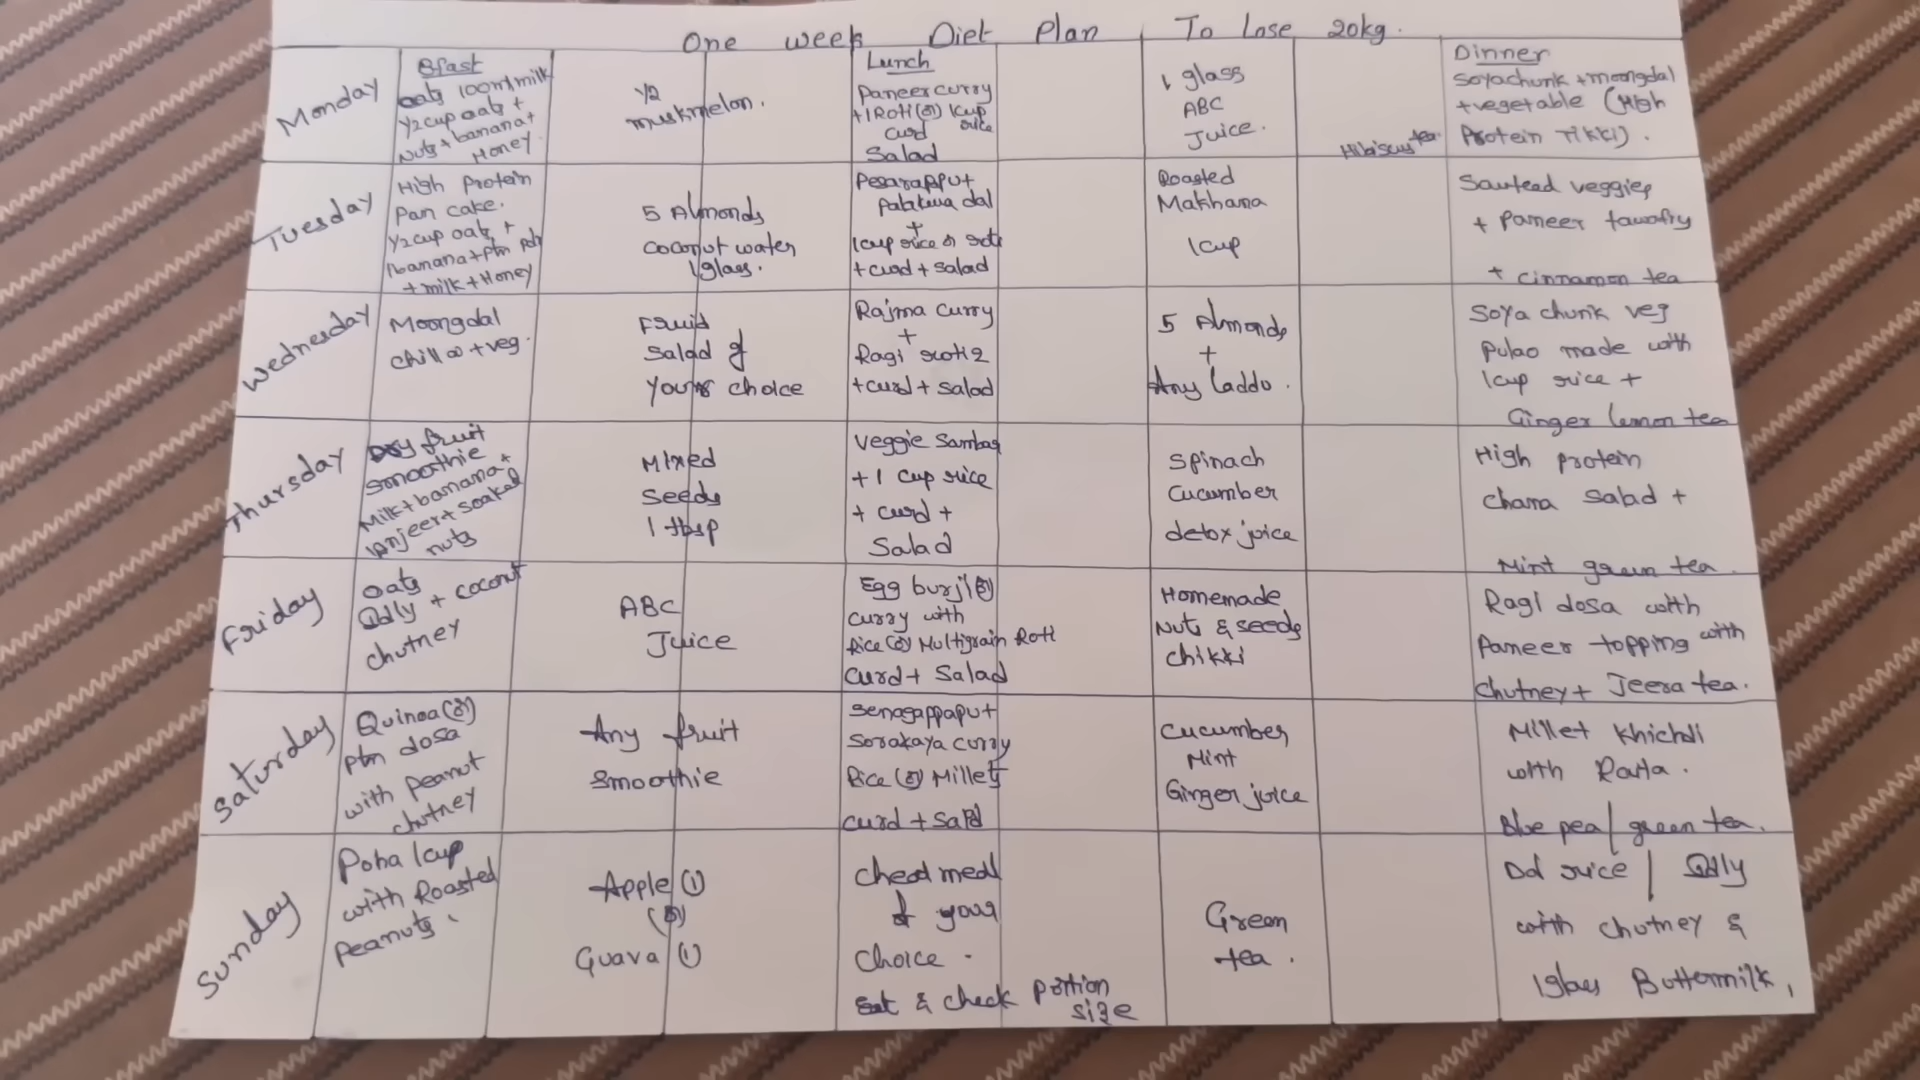 One week Diet Plan To Lose 20kg.
Monday
Bfast
oats 100ml milk
1/2 cup oats +
Nuts + banana +
Honey.
1/2
muskmelon.
Lunch
Paneer curry
+ 1 Roti (or) 1cup rice
curd
Salad
1 glass
ABC
Juice.
Hibiscus tea
Dinner
Soyachunk + moongdal
+ vegetable (High
Protein Tikki).
Tuesday
High Protein
Pan cake.
1/2 cup oats +
1 banana + ptn pdr
+ milk + Honey
5 Almonds
coconut water
1 glass.
Pesarappu +
Palakura dal
+
1 cup rice or roti
+ curd + salad
Roasted
Makhana
1 cup
Sautead veggies
+ Paneer tawafry
+ cinnamon tea
Wednesday
Moongdal
chilla + veg.
Fruid
Salad of
your choice
Rajma curry
+
Ragi roti 2
+ curd + salad
5 Almonds
+
Any laddo.
Soya chunk veg
Pulao made with
1cup rice +
Ginger lemon tea
Thursday
Dry fruit
smoothie
Milk + banana +
anjeer + soaked
nuts
Mixed
Seeds
1 tbsp
Veggie Sambar
+ 1 cup rice
+ curd +
Salad
Spinach
Cucumber
detox juice
High protein
chana salad +
Mint green tea.
Friday
Oats
Idly + coconut
chutney
ABC
Juice
Egg burji (or)
curry with
Rice (or) Multigrain Roti
Curd + Salad
Homemade
Nuts & seeds
chikki
Ragi dosa with
Paneer topping with
chutney + Jeera tea.
Saturday
Quinoa (or)
ptn dosa
with peanut
chutney
Any fruit
Smoothie
Senagappapu +
Sorakaya curry
Rice (or) Millets
Curd + Salad
Cucumber
Mint
Ginger juice
Millet Khichdi
with Raita.
Blue pea / green tea.
Sunday
Poha 1cup
with Roasted
Peanuts.
Apple (1)
(or)
Guava (1)
Cheat meal
of your
choice.
Eat & check portion
size
Green
tea.
Dal rice / Idly
with chutney &
1glass Buttermilk,